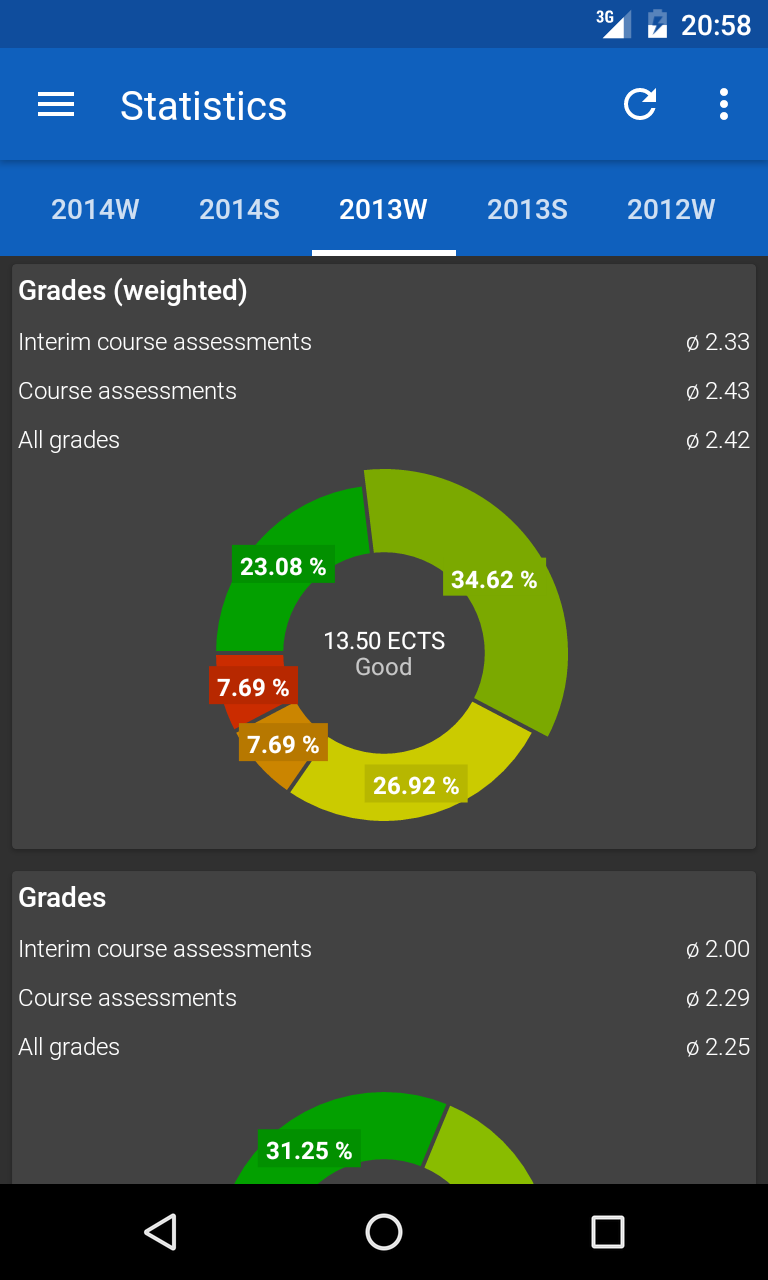 3G 20:58
Statistics
2014W 2014S 2013W 2013S 2012W
Grades (weighted)
Interim course assessments ø 2.33
Course assessments ø 2.43
All grades ø 2.42
23.08 %
34.62 %
13.50 ECTS
Good
7.69 %
7.69 %
26.92 %
Grades
Interim course assessments ø 2.00
Course assessments ø 2.29
All grades ø 2.25
31.25 %